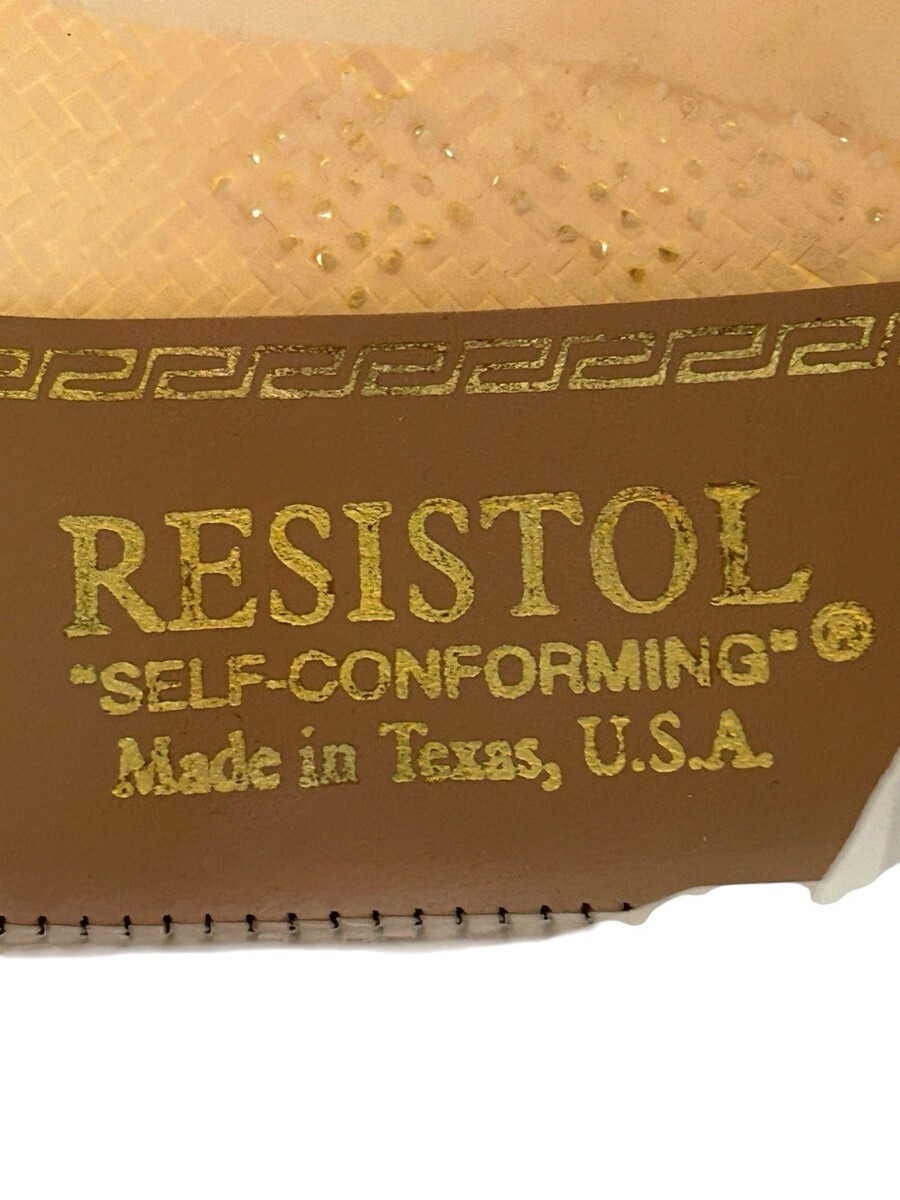 RESISTOL®
"SELF-CONFORMING"
Made in Texas, U.S.A.